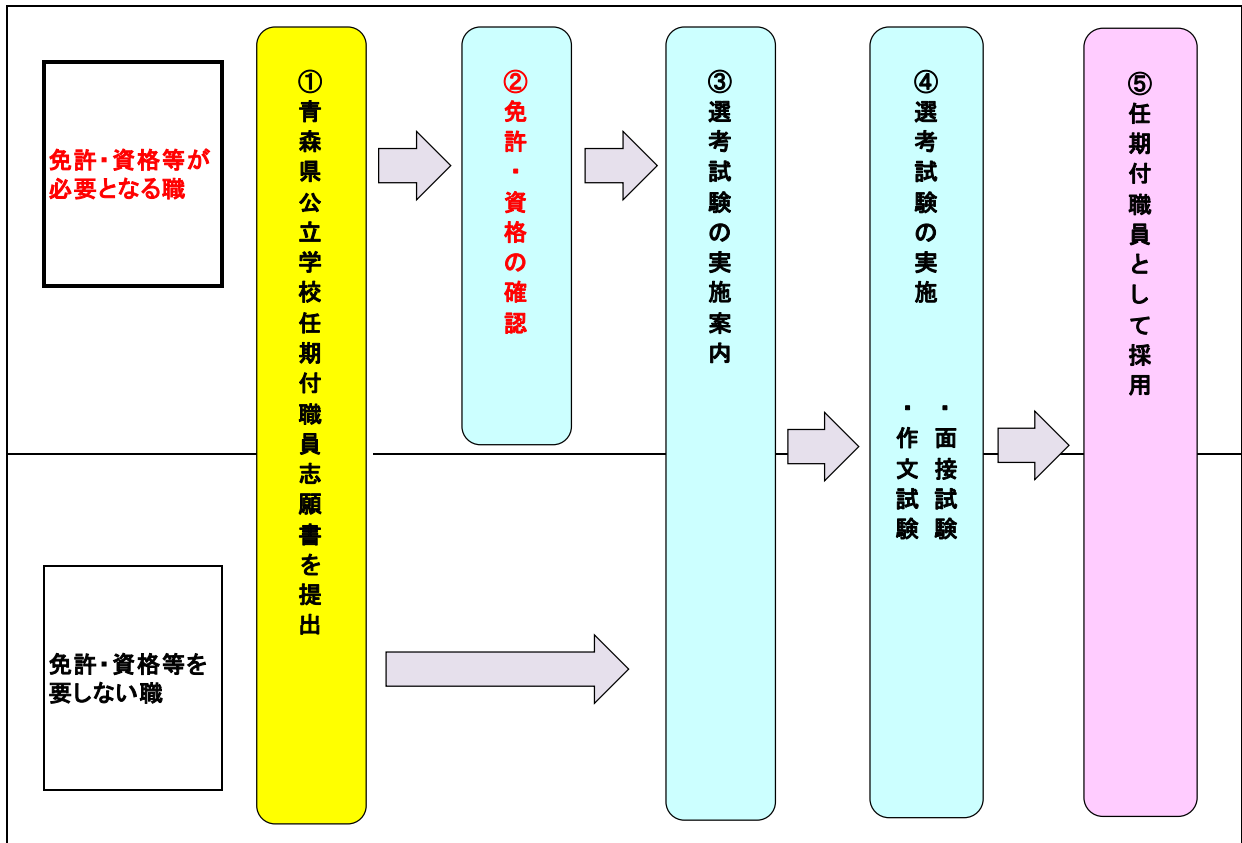 免許・資格等が
必要となる職
①青森県公立学校任期付職員志願書を提出
②免許・資格の確認
③選考試験の実施案内
④選考試験の実施
・面接試験
・作文試験
⑤任期付職員として採用
免許・資格等を
要しない職